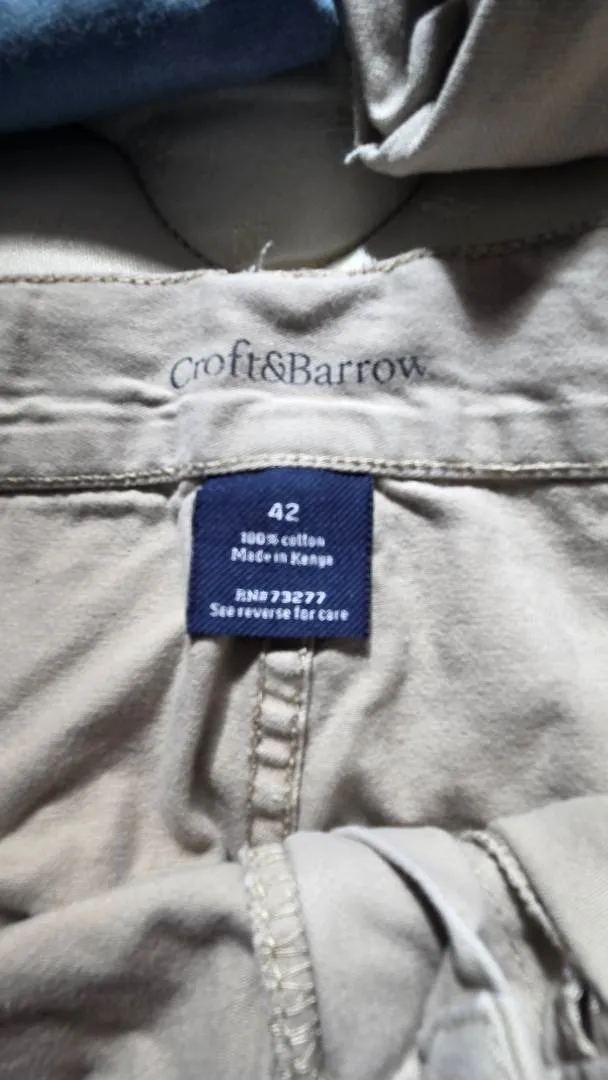 Croft&Barrow
42
100% cotton
Made in Kenya
RN#73277
See reverse for care